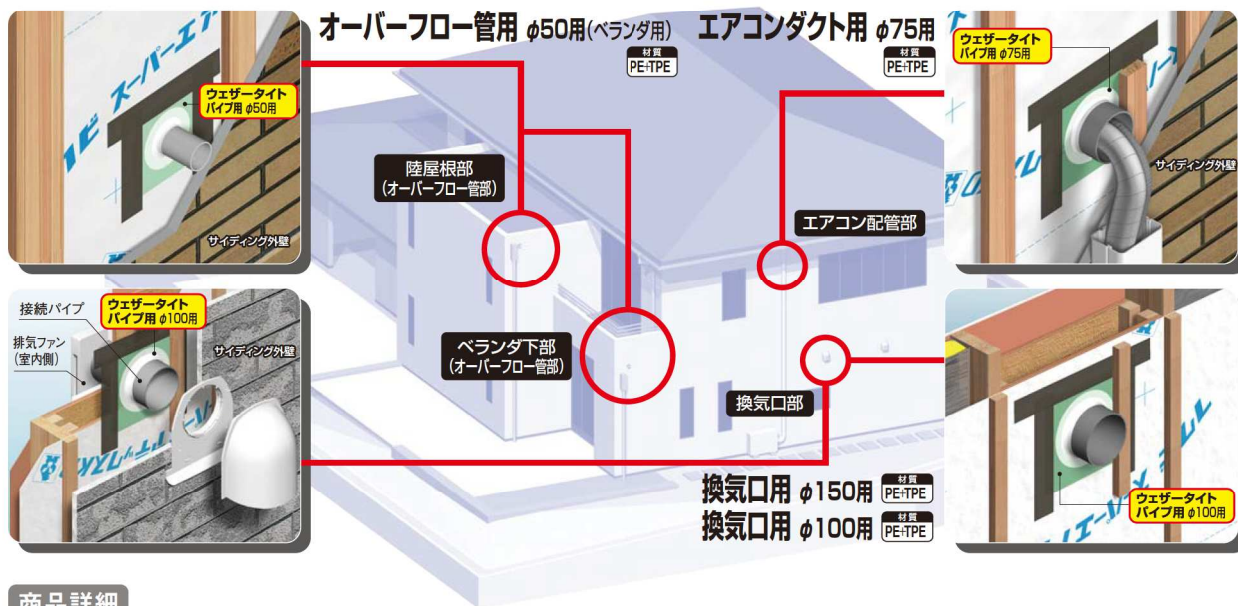 オーバーフロー管用 φ50用(ベランダ用)
材質
PE+TPE
エアコンダクト用 φ75用
材質
PE+TPE
スーパーエア
ウェザータイト
パイプ用 φ50用
サイディング外壁
ウェザータイト
パイプ用 φ75用
サイディング外壁
陸屋根部
(オーバーフロー管部)
エアコン配管部
ベランダ下部
(オーバーフロー管部)
換気口部
接続パイプ
排気ファン
(室内側)
ウェザータイト
パイプ用 φ100用
サイディング外壁
ウェザータイト
パイプ用 φ100用
換気口用 φ150用
材質
PE+TPE
換気口用 φ100用
材質
PE+TPE
商品詳細